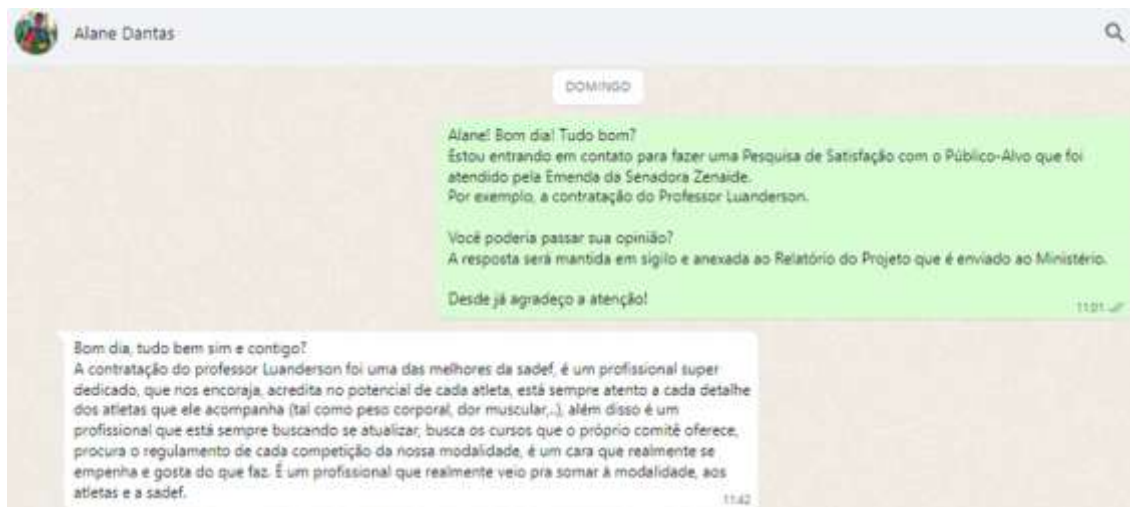 Alane Dantas
DOMINGO
Alane! Bom dia! Tudo bom?
Estou entrando em contato para fazer uma Pesquisa de Satisfação com o Público-Alvo que foi
atendido pela Emenda da Senadora Zenaide.
Por exemplo, a contratação do Professor Luanderson.
Você poderia passar sua opinião?
A resposta será mantida em sigilo e anexada ao Relatório do Projeto que é enviado ao Ministério.
Desde já agradeço a atenção!
11:01
Bom dia, tudo bem sim e contigo?
A contratação do professor Luanderson foi uma das melhores da sadef, é um profissional super
dedicado, que nos encoraja, acredita no potencial de cada atleta, está sempre atento a cada detalhe
dos atletas que ele acompanha (tal como peso corporal, dor muscular,..), além disso é um
profissional que está sempre buscando se atualizar, busca os cursos que o próprio comitê oferece,
procura o regulamento de cada competição da nossa modalidade, é um cara que realmente se
empenha e gosta do que faz. É um profissional que realmente veio pra somar à modalidade, aos
atletas e a sadef.
11:42